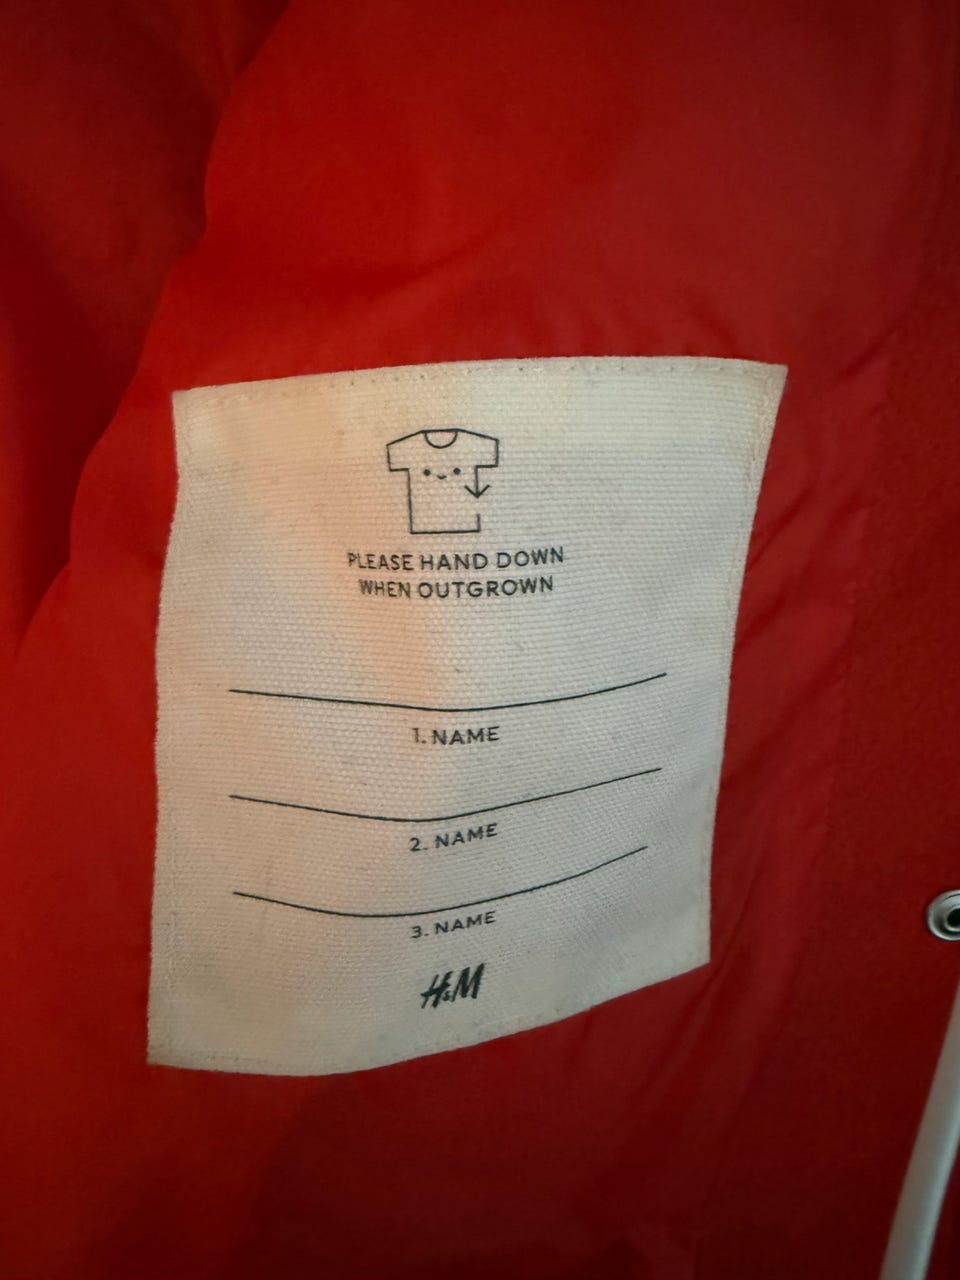 PLEASE HAND DOWN
WHEN OUTGROWN
1. NAME
2. NAME
3. NAME
H&M